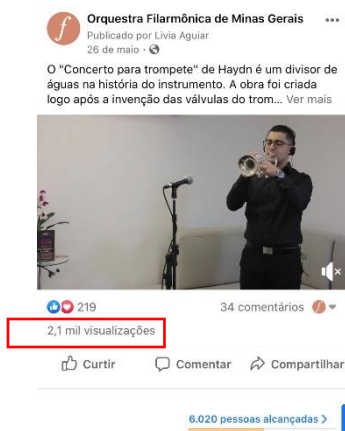 Orquestra Filarmônica de Minas Gerais ...
Publicado por Livia Aguiar
26 de maio ·
O "Concerto para trompete" de Haydn é um divisor de
águas na história do instrumento. A obra foi criada
logo após a invenção das válvulas do trom... Ver mais
219 34 comentários
2,1 mil visualizações
Curtir Comentar Compartilhar
6.020 pessoas alcançadas >